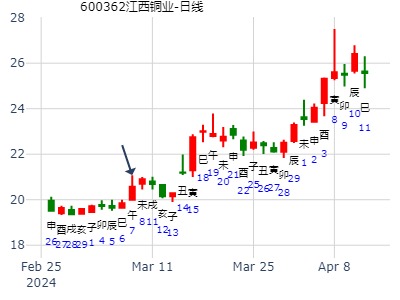 600362江西铜业-日线
28
26
24
22
20
18
申 酉 戌 亥 子 卯 辰 巳 午 未 戌 亥 子 丑 寅 巳 午 未 申 酉 子 丑 寅 卯 辰 未 申 酉 寅 卯 辰 巳
26 27 28 29 1 4 5 6 7 8 11 12 13 14 15 18 19 20 21 22 25 26 27 28 29 1 2 3 8 9 10 11
Feb 25 Mar 11 Mar 25 Apr 8
2024